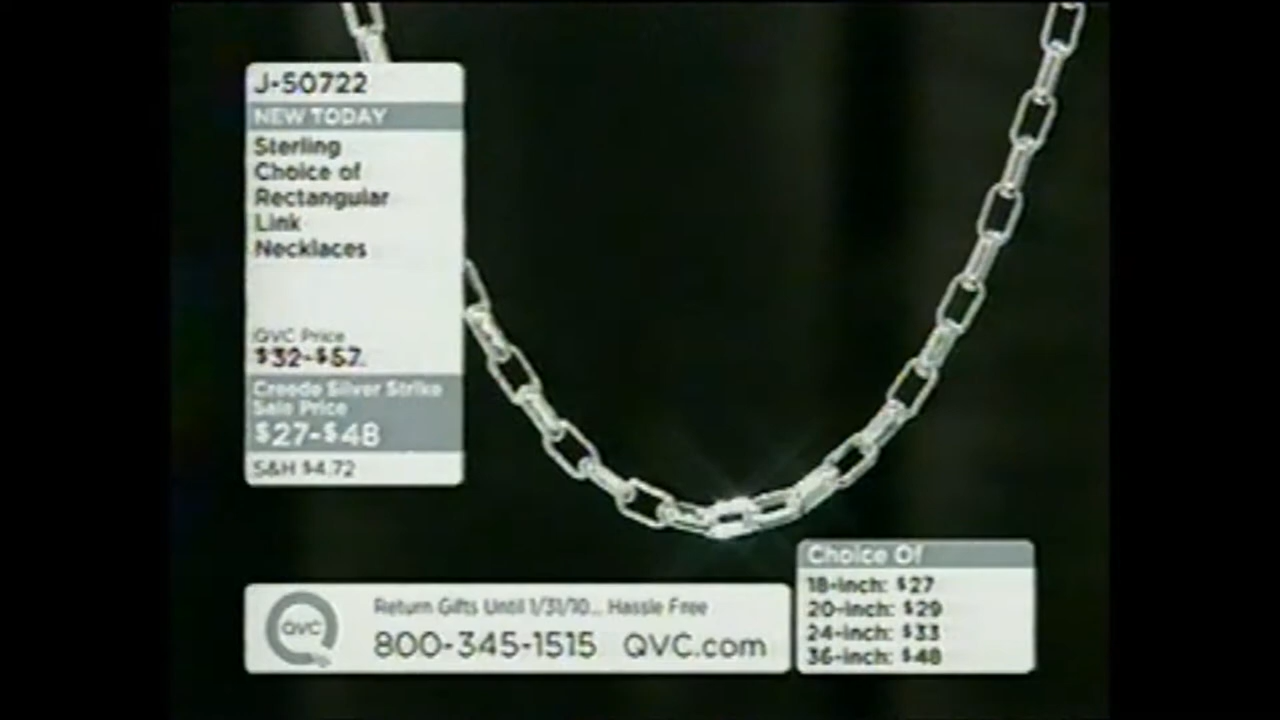 J-50722
NEW TODAY
Sterling
Choice of
Rectangular
Link
Necklaces
QVC Price
$32-$57
Creede Silver Strike
Sale Price
$27-$48
S&H $4.72
QVC
Return Gifts Until 1/31/10... Hassle Free
800-345-1515 QVC.com
Choice Of
18-inch: $27
20-inch: $29
24-inch: $33
36-inch: $48